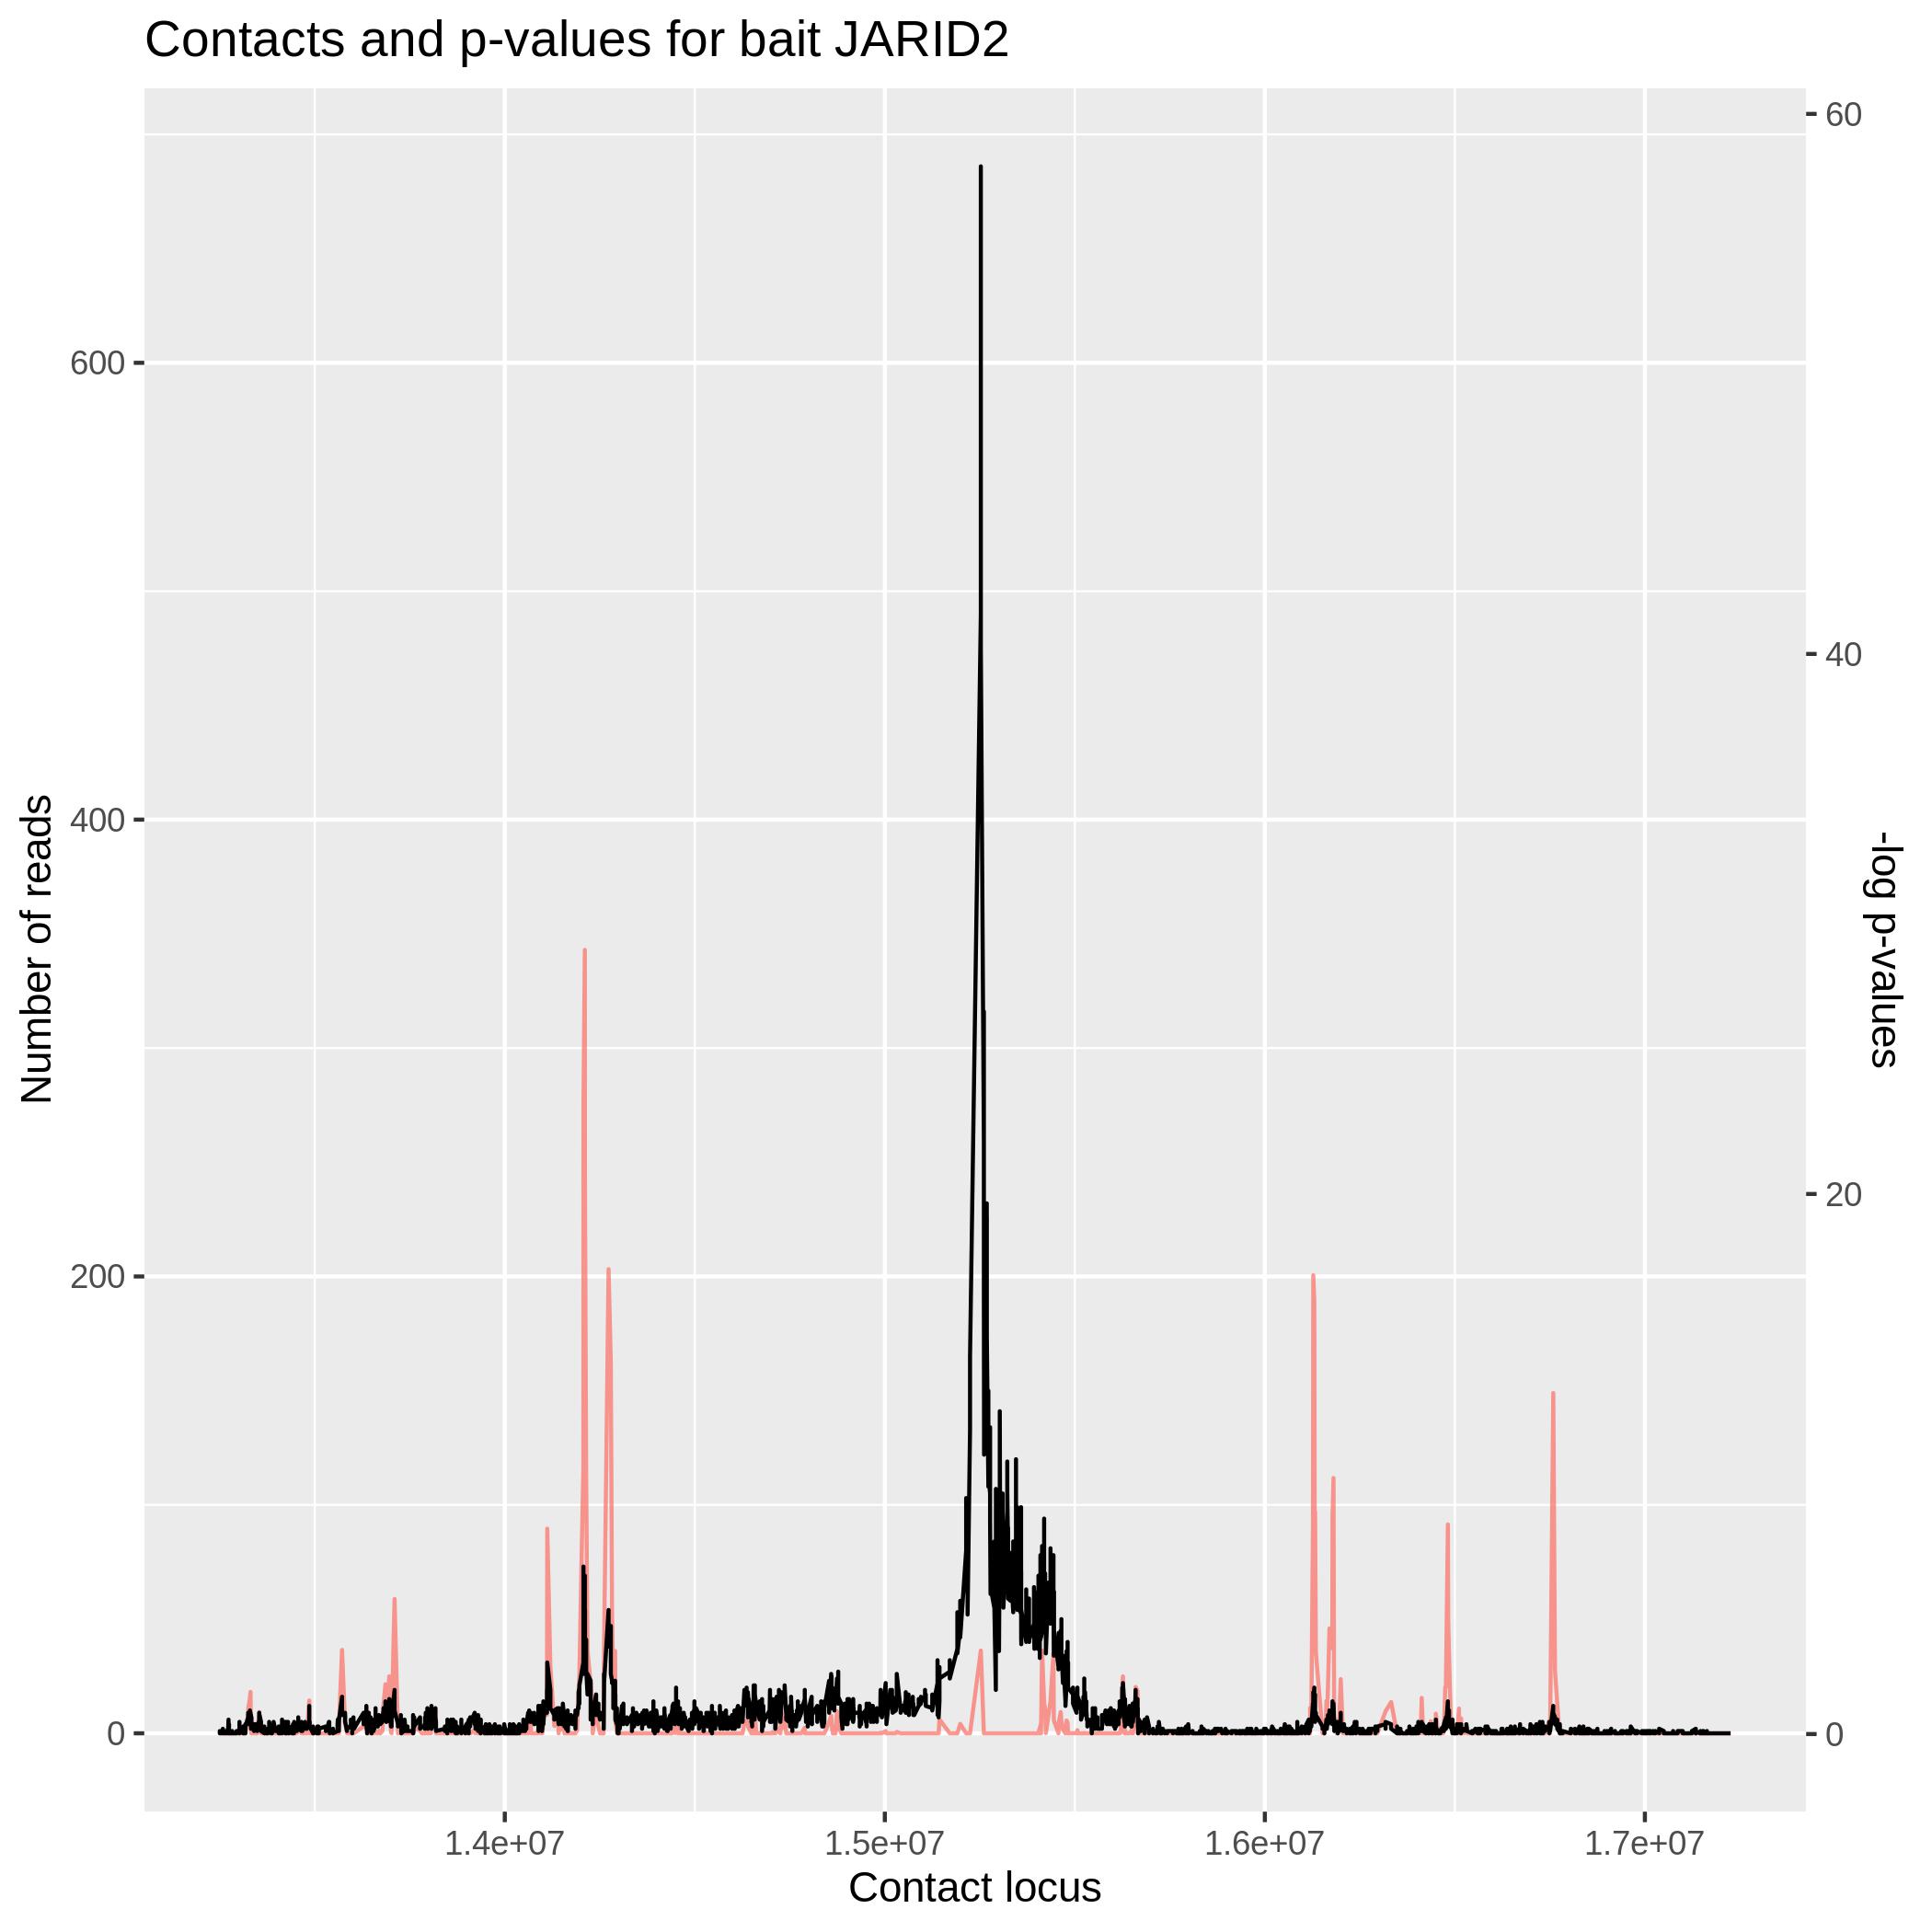 Contacts and p-values for bait JARID2
Number of reads
600
400
200
0
60
40
20
0
-log p-values
1.4e+07
1.5e+07
1.6e+07
1.7e+07
Contact locus